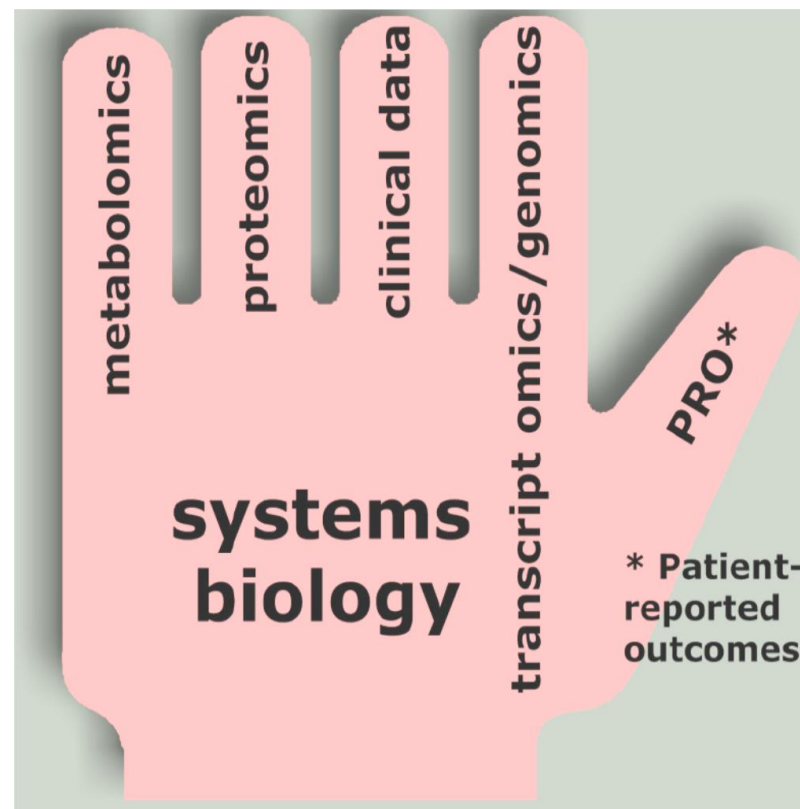 metabolomics
proteomics
clinical data
transcript omics/genomics
PRO*
systems
biology
* Patient-
reported
outcomes